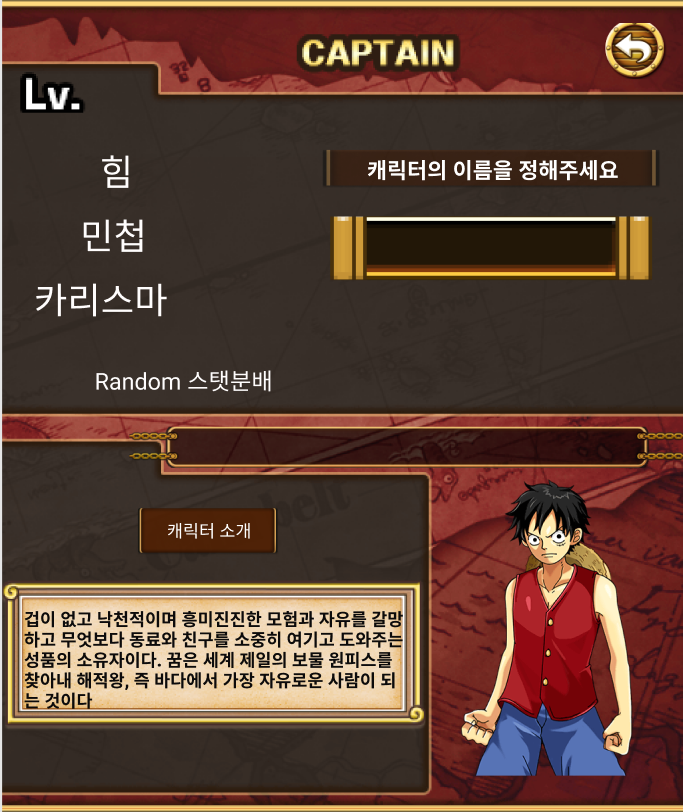 CAPTAIN
Lv.
힘
캐릭터의 이름을 정해주세요
민첩
카리스마
Random 스탯분배
캐릭터 소개
겁이 없고 낙천적이며 흥미진진한 모험과 자유를 갈망
하고 무엇보다 동료와 친구를 소중히 여기고 도와주는
성품의 소유자이다. 꿈은 세계 제일의 보물 원피스를
찾아내 해적왕, 즉 바다에서 가장 자유로운 사람이 되
는 것이다